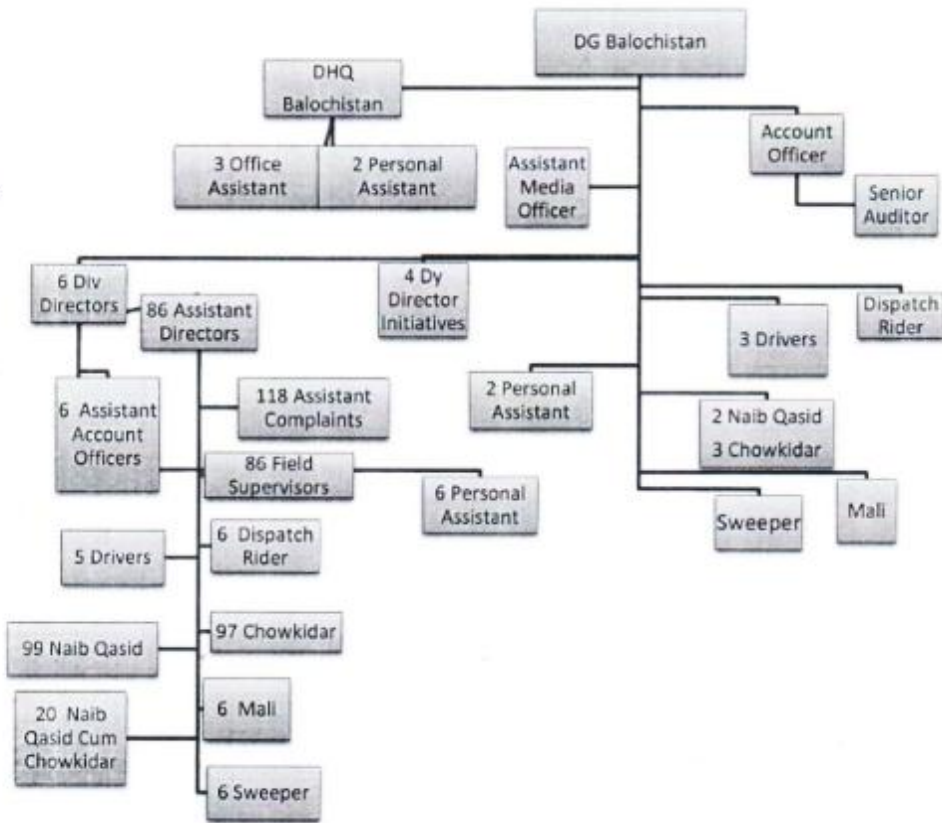 DG Balochistan
DHQ
Balochistan
3 Office
Assistant
2 Personal
Assistant
Assistant
Media
Officer
Account
Officer
Senior
Auditor
6 Div
Directors
86 Assistant
Directors
4 Dy
Director
Initiatives
3 Drivers
Dispatch
Rider
6 Assistant
Account
Officers
118 Assistant
Complaints
2 Personal
Assistant
2 Naib Qasid
3 Chowkidar
86 Field
Supervisors
6 Personal
Assistant
Sweeper
Mali
5 Drivers
6 Dispatch
Rider
99 Naib Qasid
97 Chowkidar
20 Naib
Qasid Cum
Chowkidar
6 Mali
6 Sweeper